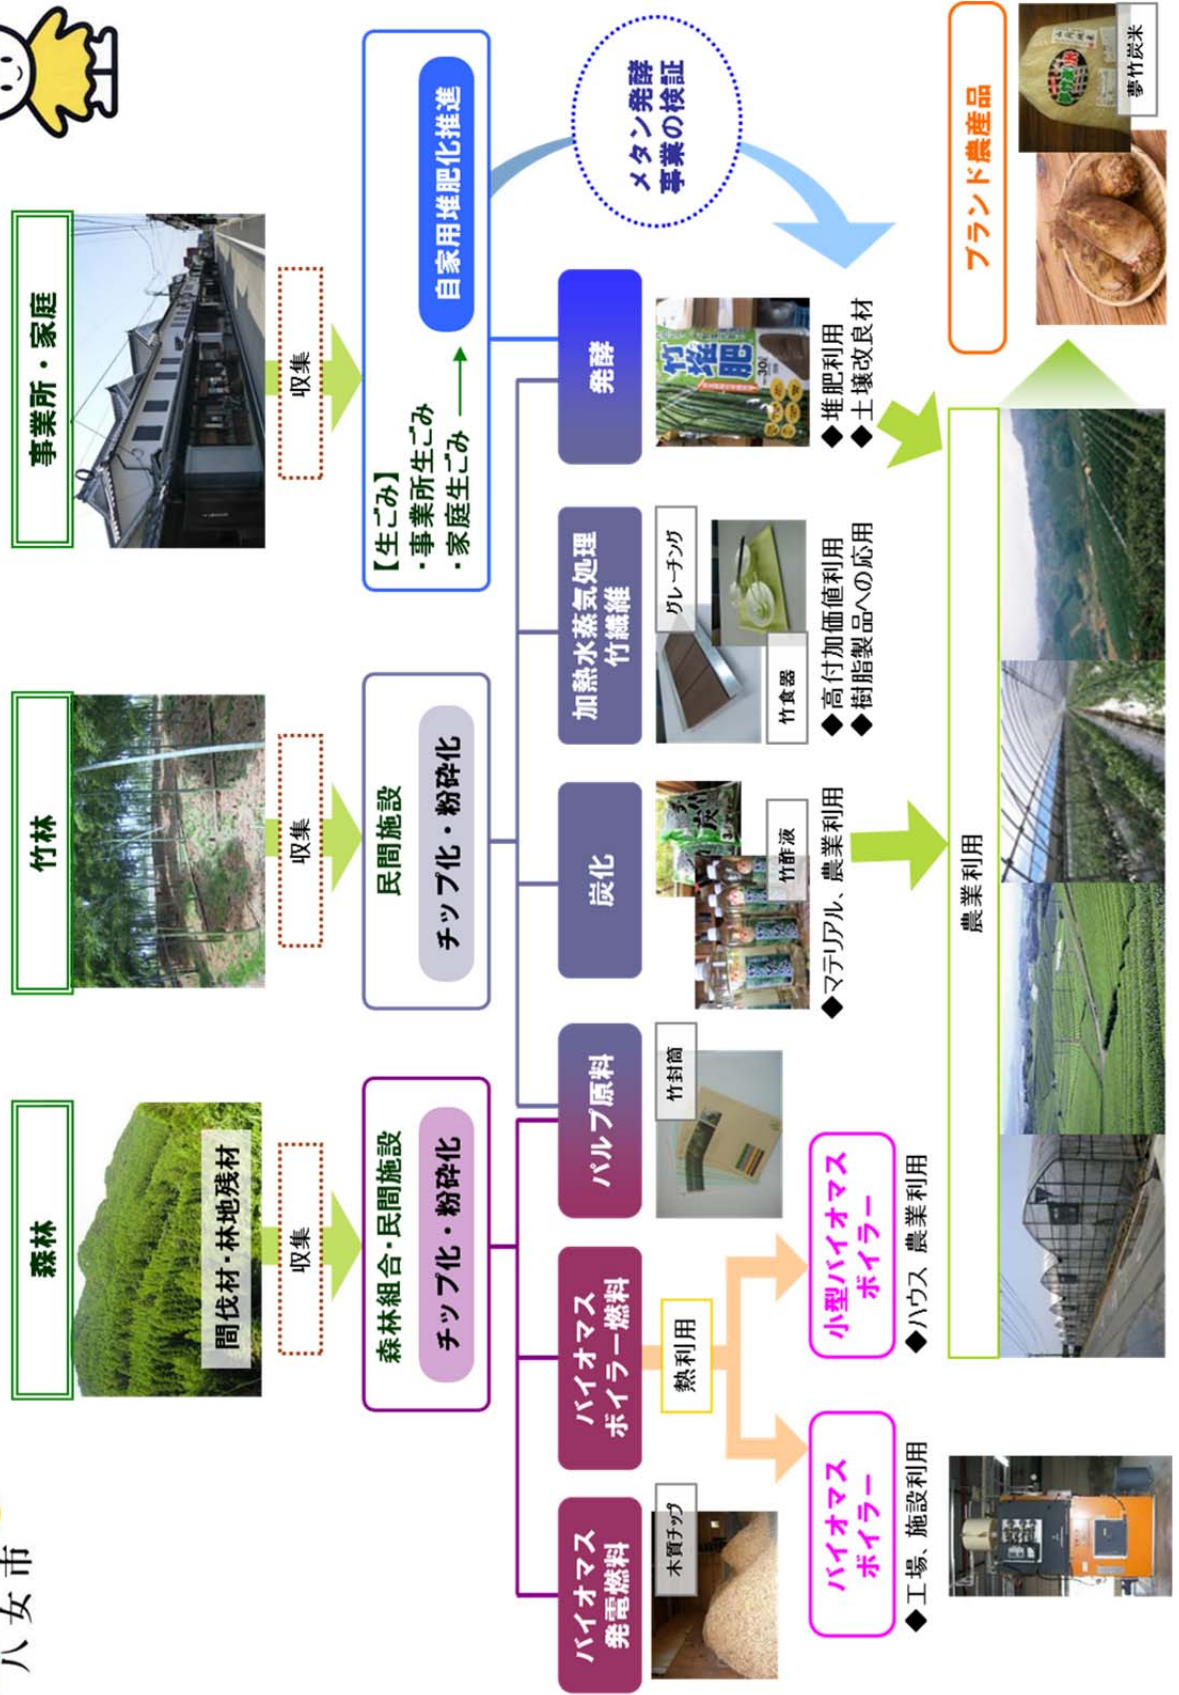 八女市
森林
竹林
事業所・家庭
間伐材・林地残材
収集
収集
収集
森林組合・民間施設
チップ化・粉砕化
民間施設
チップ化・粉砕化
【生ごみ】
・事業所生ごみ
・家庭生ごみ
自家用堆肥化推進
メタン発酵
事業の検証
バイオマス
発電燃料
バイオマス
ボイラー燃料
パルプ原料
炭化
加熱水蒸気処理
竹繊維
発酵
木質チップ
熱利用
竹封筒
竹酢液
竹食器
グレーチング
竹堆肥
30
◆マテリアル、農業利用
◆高付加価値利用
◆樹脂製品への応用
◆堆肥利用
◆土壌改良材
バイオマス
ボイラー
◆工場、施設利用
小型バイオマス
ボイラー
◆ハウス 農業利用
農業利用
ブランド農産品
夢竹炭米